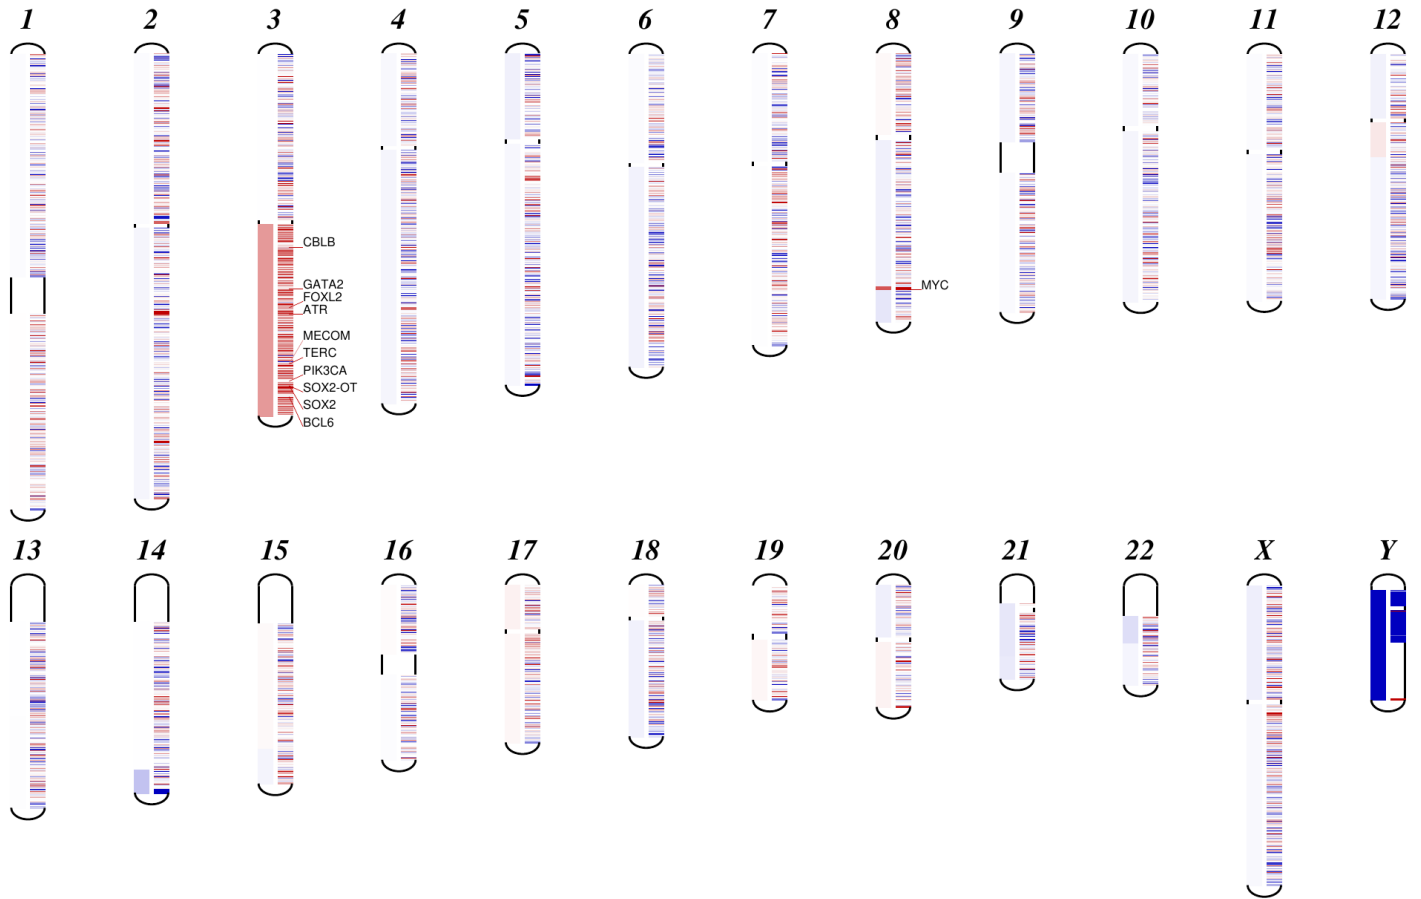 1 2 3 4 5 6 7 8 9 10 11 12
CBLB
GATA2
FOXL2
ATR
MECOM
TERC
PIK3CA
SOX2-OT
SOX2
BCL6
MYC
13 14 15 16 17 18 19 20 21 22 X Y